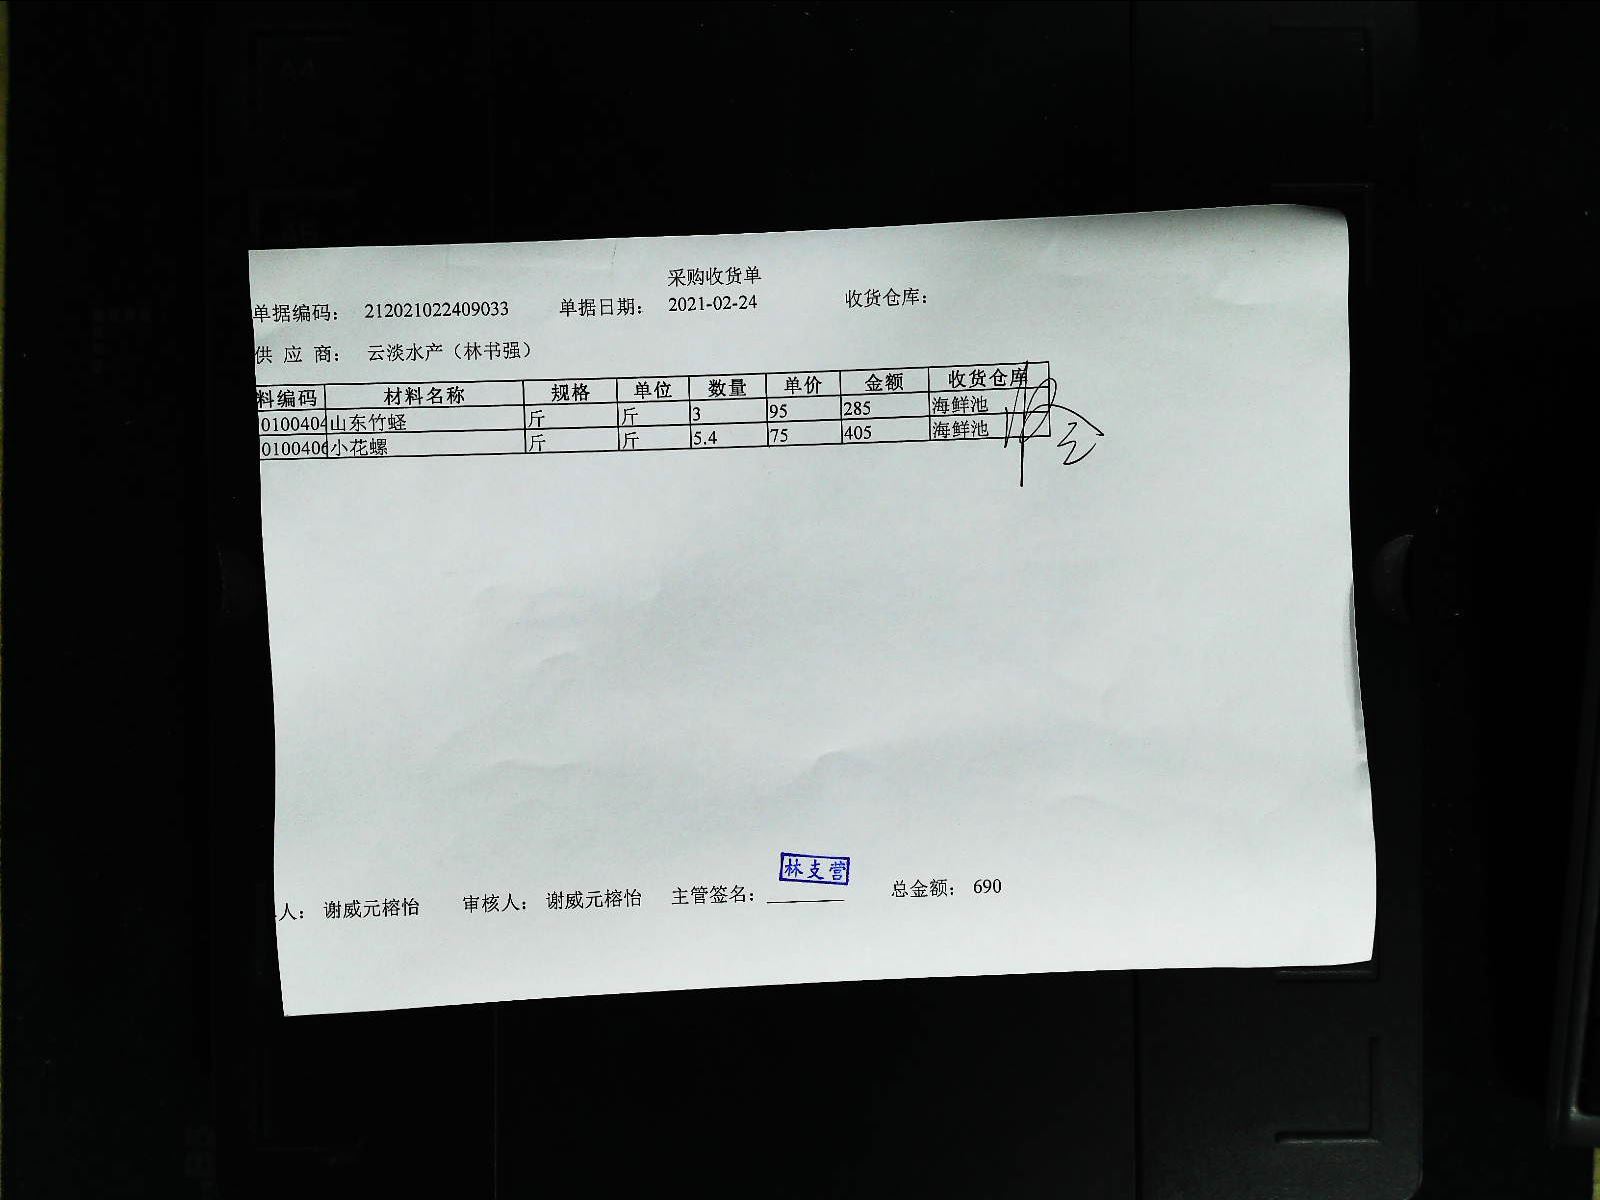 采购收货单
单据编码： 212021022409033 单据日期： 2021-02-24 收货仓库：
供 应 商： 云淡水产（林书强）
料编码 材料名称 规格 单位 数量 单价 金额 收货仓库
0100404 山东竹蛏 斤 斤 3 95 285 海鲜池
0100406 小花螺 斤 斤 5.4 75 405 海鲜池
林支营
人： 谢威元榕怡 审核人： 谢威元榕怡 主管签名： 总金额： 690